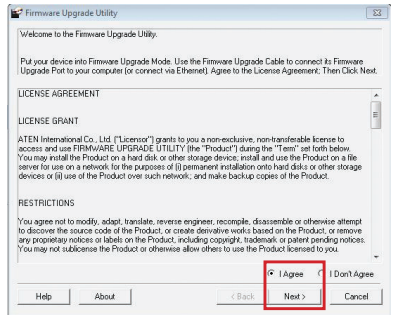 Firmware Upgrade Utility
Welcome to the Firmware Upgrade Utility.
Put your device into Firmware Upgrade Mode. Use the Firmware Upgrade Cable to connect its Firmware
Upgrade Port to your computer (or connect via Ethernet). Agree to the License Agreement; Then Click Next.
LICENSE AGREEMENT
LICENSE GRANT
ATEN International Co., Ltd. ("Licensor") grants to you a non-exclusive, non-transferable license to
access and use FIRMWARE UPGRADE UTILITY (the "Product") during the "Term" set forth below.
You may install the Product on a hard disk or other storage device; install and use the Product on a file
server for use on a network for the purposes of (i) permanent installation onto hard disks or other storage
devices or (ii) use of the Product over such network; and make backup copies of the Product.
RESTRICTIONS
You agree not to modify, adapt, translate, reverse engineer, recompile, disassemble or otherwise attempt
to discover the source code of the Product, or create derivative works based on the Product, or remove
any proprietary notices or labels on the Product, including copyright, trademark or patent pending notices.
You may not sublicense the Product or otherwise allow others to use the Product licensed to you.
I Agree I Don't Agree
Help About < Back Next > Cancel